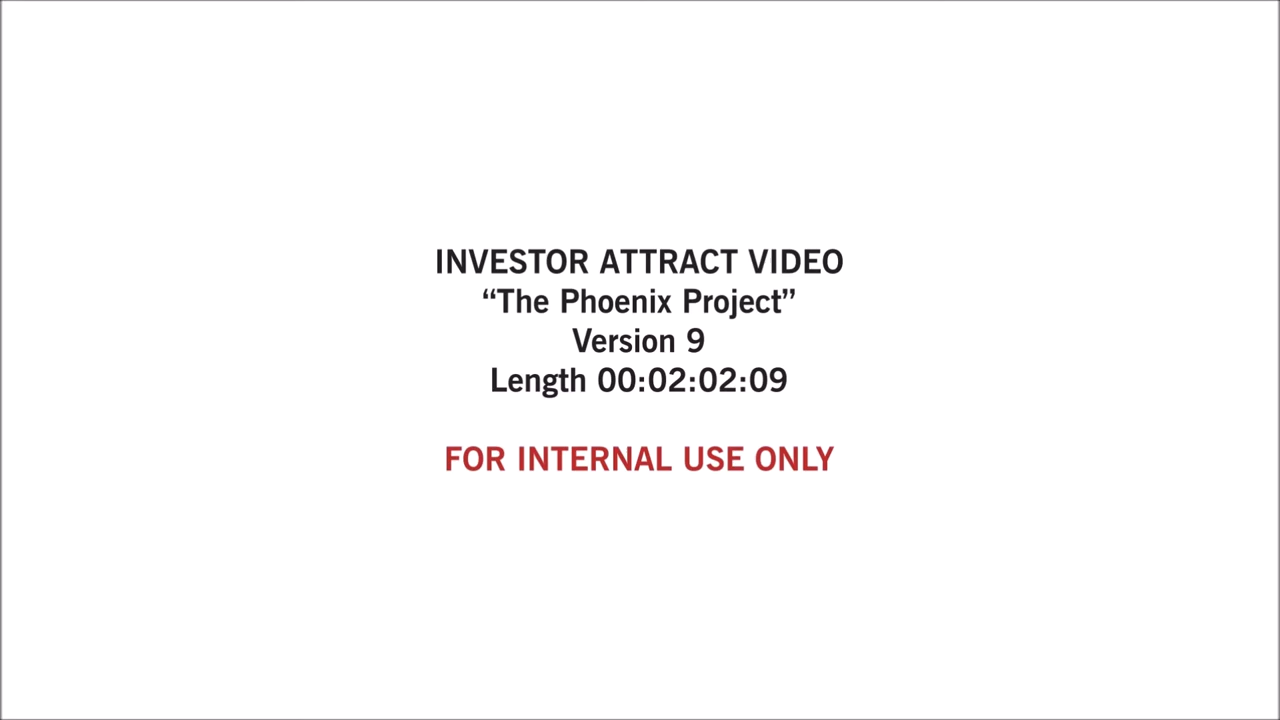 INVESTOR ATTRACT VIDEO
“The Phoenix Project”
Version 9
Length 00:02:02:09
FOR INTERNAL USE ONLY